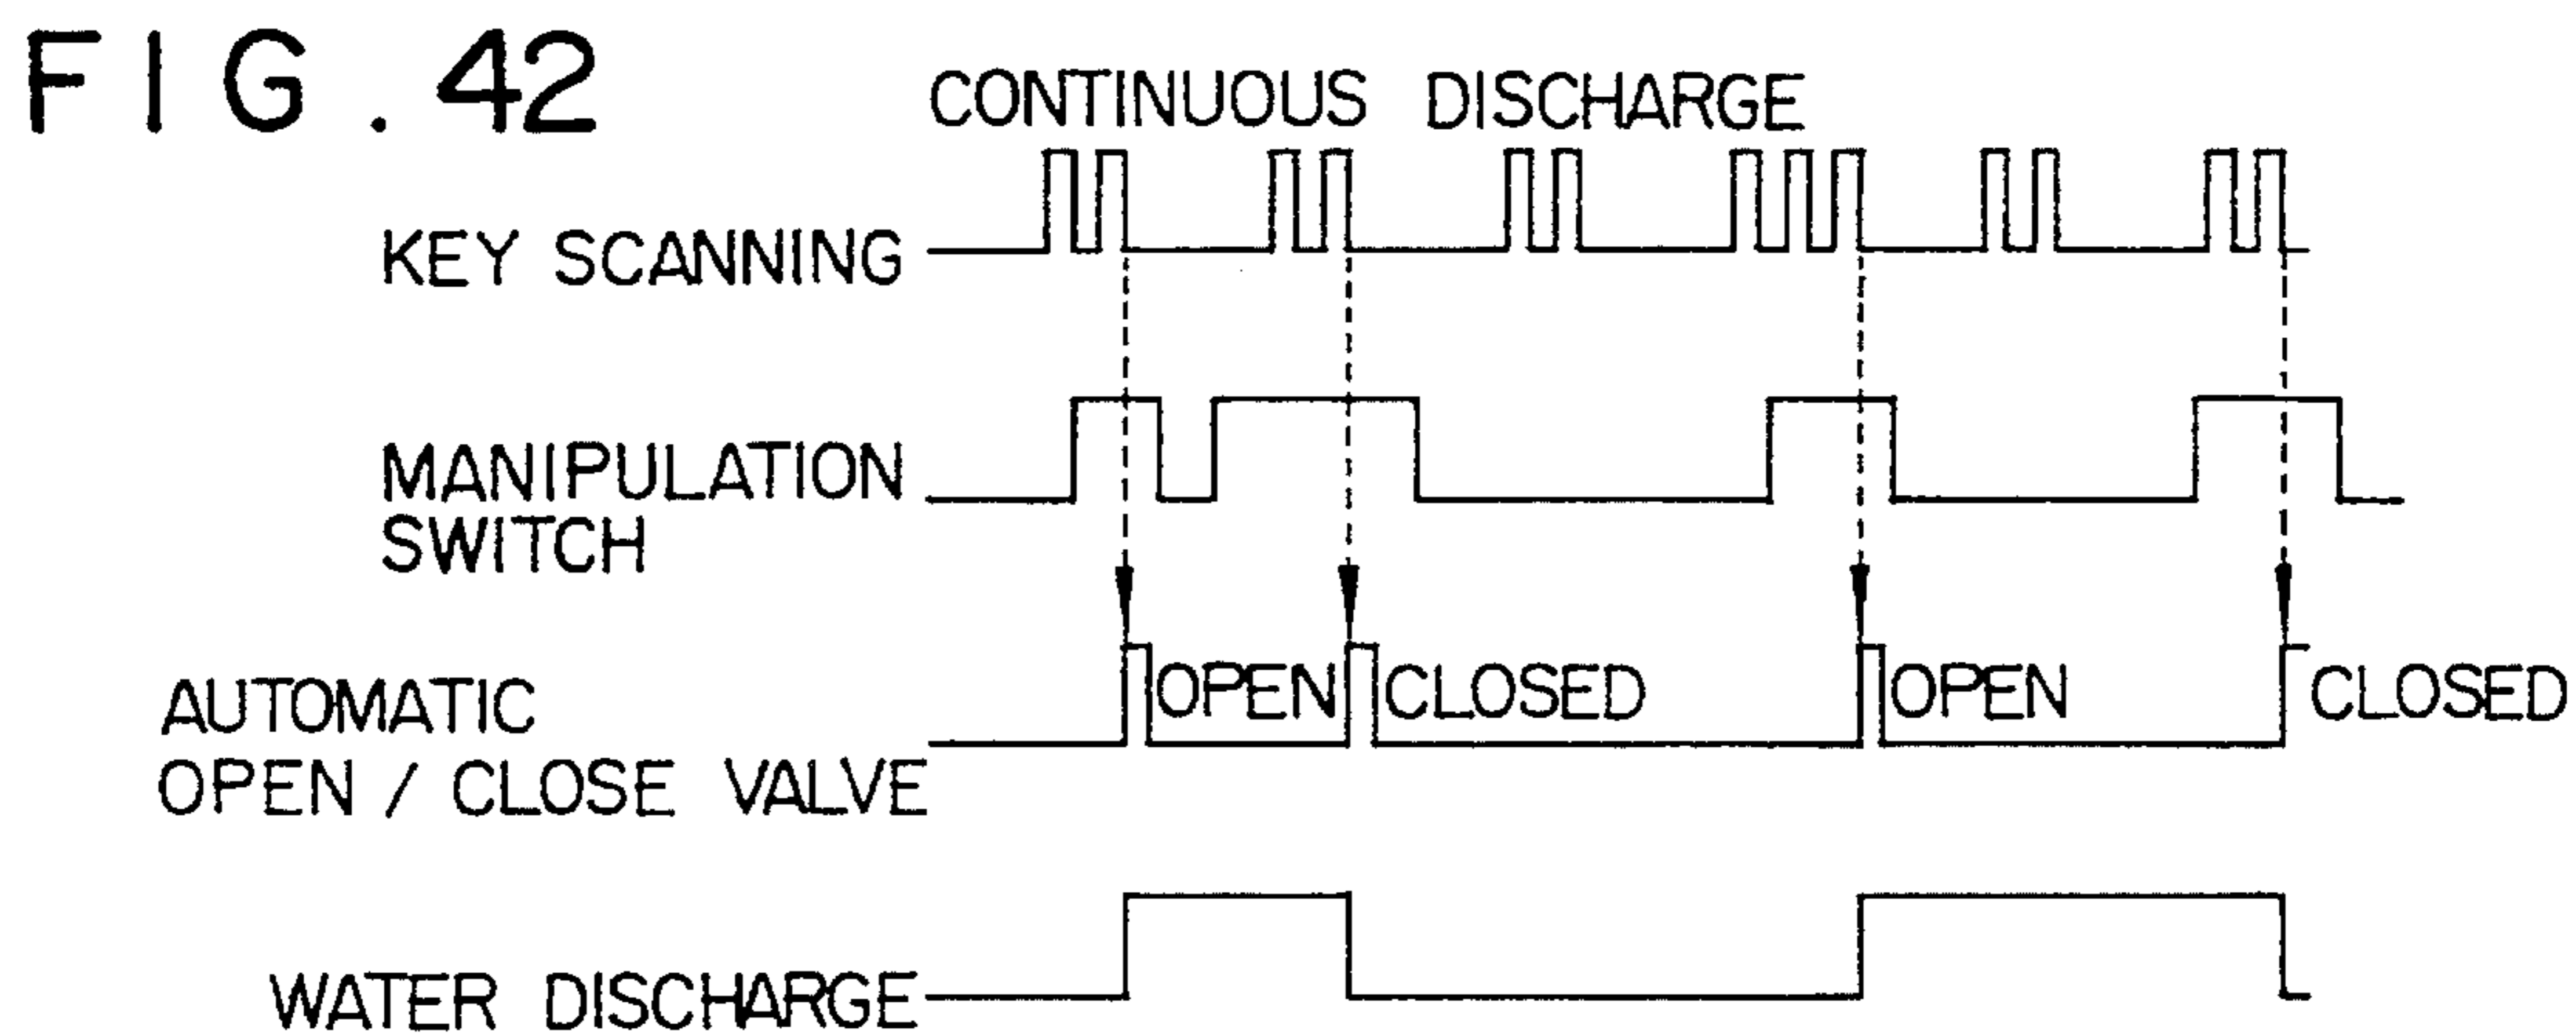 FIG. 42
CONTINUOUS DISCHARGE
KEY SCANNING
MANIPULATION
SWITCH
OPEN CLOSED OPEN CLOSED
AUTOMATIC
OPEN / CLOSE VALVE
WATER DISCHARGE